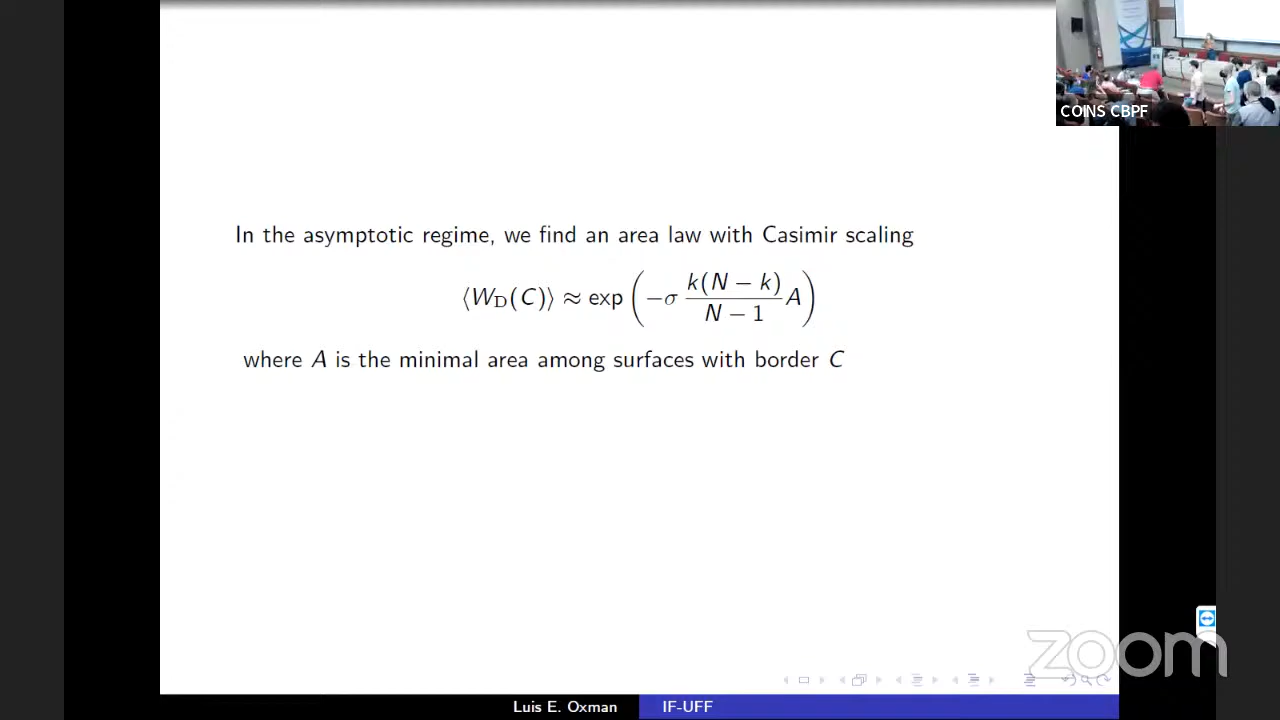 COINS CBPF
In the asymptotic regime, we find an area law with Casimir scaling
⟨W_D(C)⟩ ≈ exp(−σ k(N − k)/(N − 1) A)
where A is the minimal area among surfaces with border C
zoom
Luis E. Oxman IF-UFF